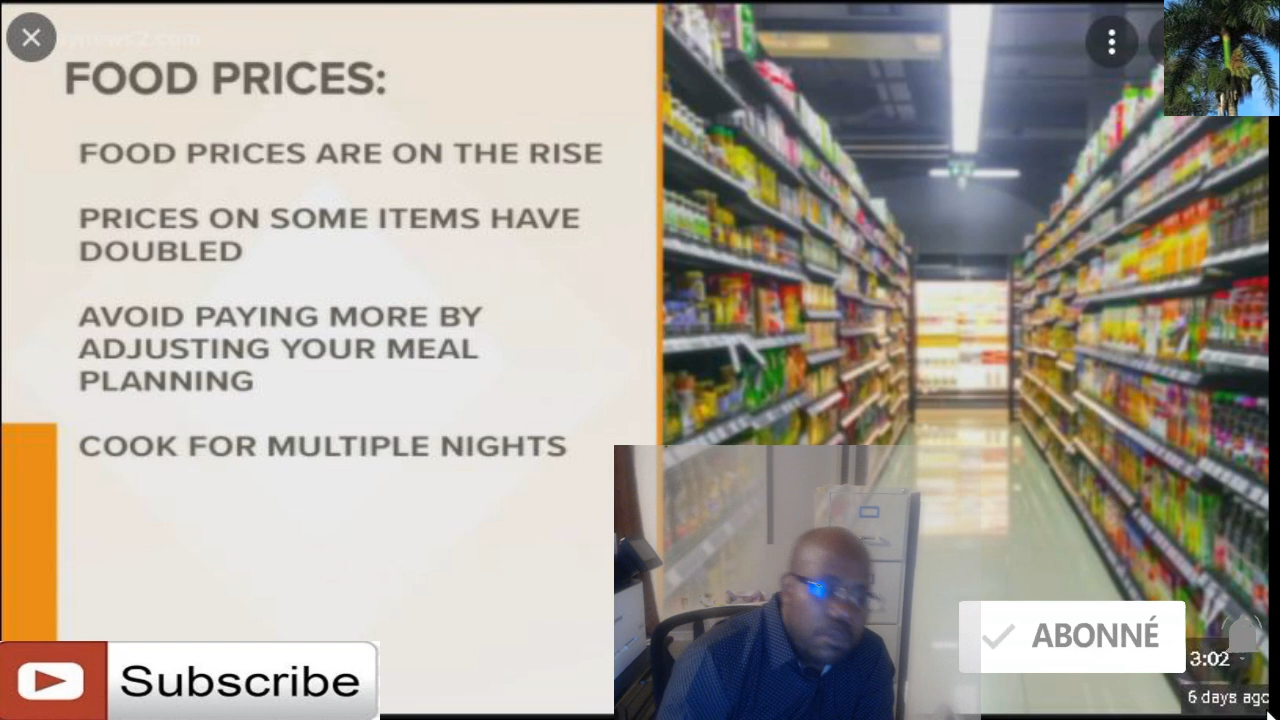 FOOD PRICES:
FOOD PRICES ARE ON THE RISE
PRICES ON SOME ITEMS HAVE
DOUBLED
AVOID PAYING MORE BY
ADJUSTING YOUR MEAL
PLANNING
COOK FOR MULTIPLE NIGHTS
ABONNÉ
3:02
Subscribe
6 days ago